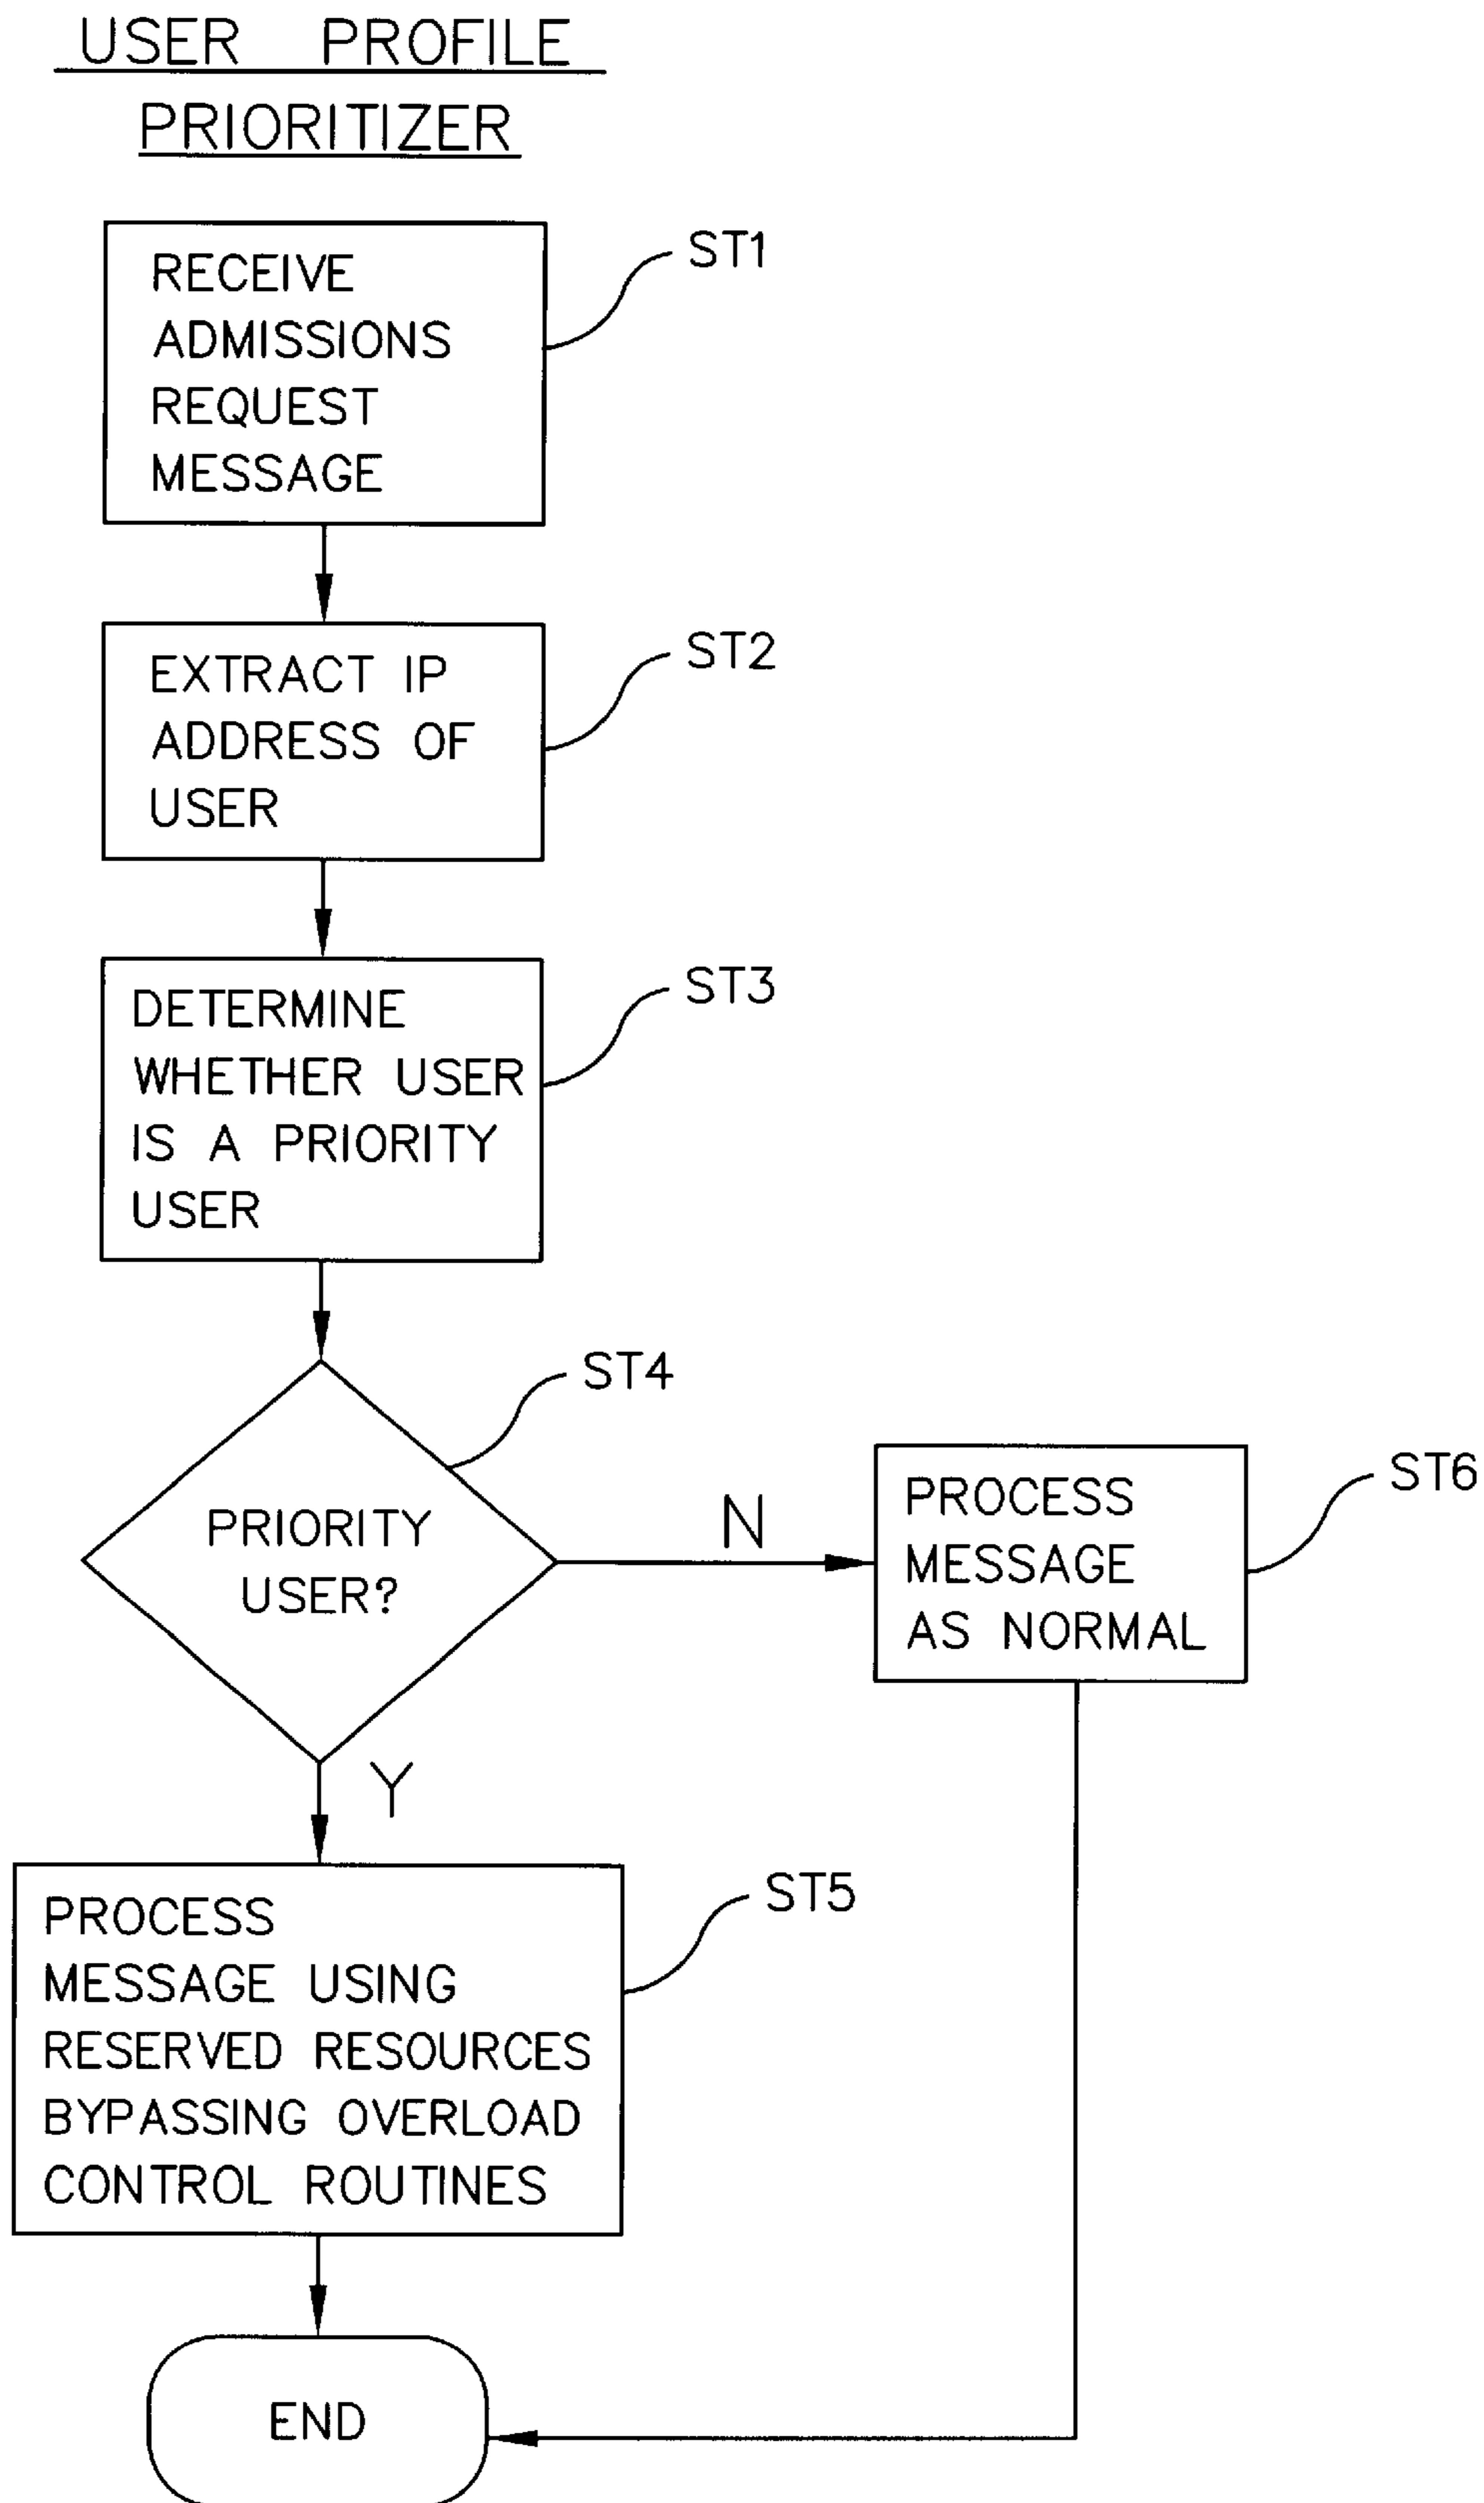 USER PROFILE
PRIORITIZER
RECEIVE
ADMISSIONS
REQUEST
MESSAGE
ST1
EXTRACT IP
ADDRESS OF
USER
ST2
DETERMINE
WHETHER USER
IS A PRIORITY
USER
ST3
PRIORITY
USER?
ST4
N
PROCESS
MESSAGE
AS NORMAL
ST6
Y
PROCESS
MESSAGE USING
RESERVED RESOURCES
BYPASSING OVERLOAD
CONTROL ROUTINES
ST5
END